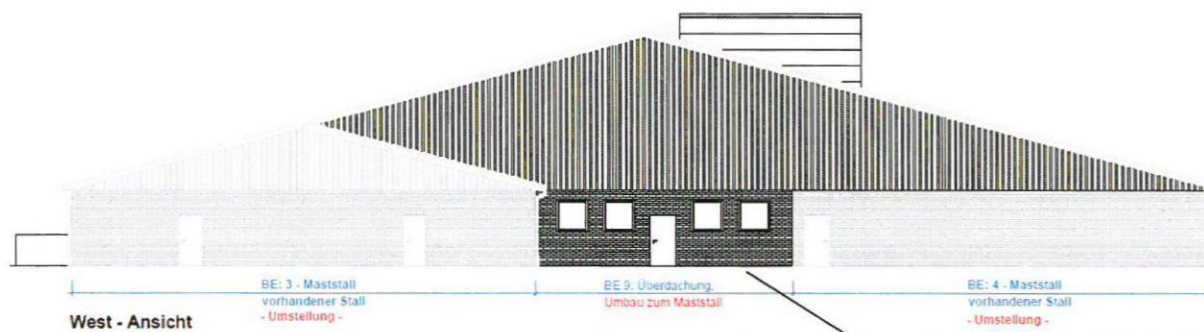 BE: 3 - Maststall
vorhandener Stall
- Umstellung -
BE 9: Überdachung,
Umbau zum Maststall
BE: 4 - Maststall
vorhandener Stall
- Umstellung -
West - Ansicht